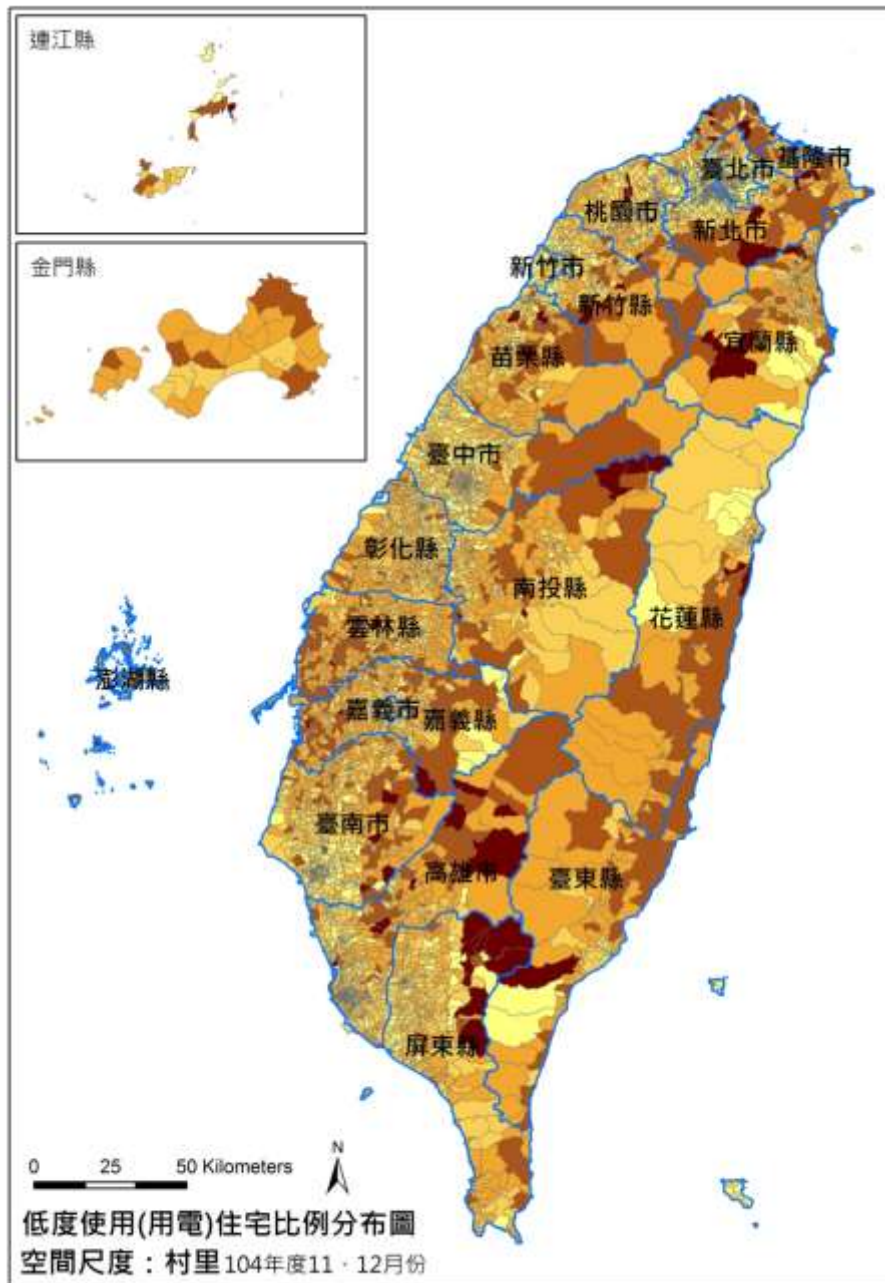 連江縣
金門縣
臺北市
基隆市
桃園市
新北市
新竹市
新竹縣
宜蘭縣
苗栗縣
臺中市
彰化縣
南投縣
花蓮縣
雲林縣
澎湖縣
嘉義市
嘉義縣
臺南市
高雄市
臺東縣
屏東縣
N
0 25 50 Kilometers
低度使用(用電)住宅比例分布圖
空間尺度：村里104年度11、12月份